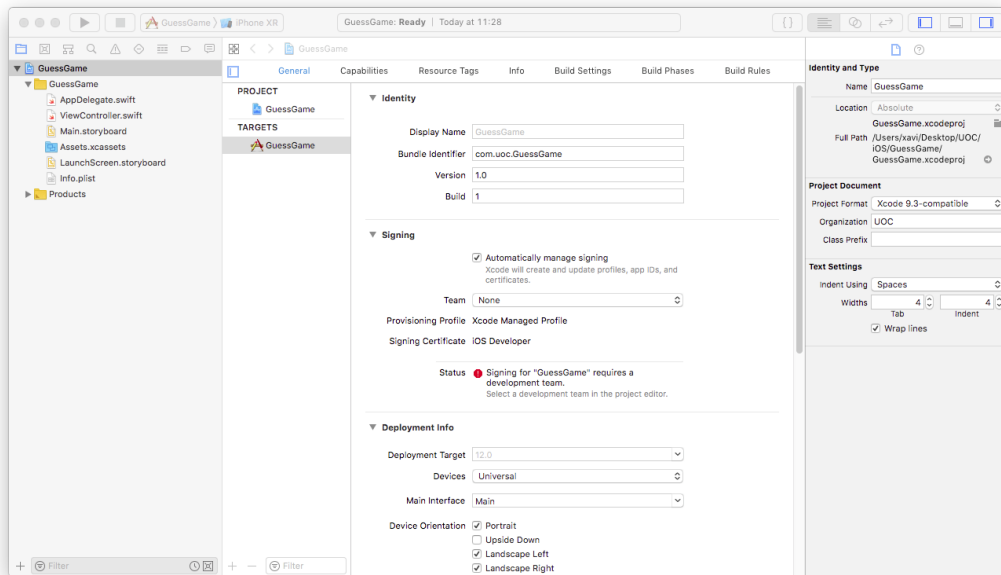 GuessGame
iPhone XR
GuessGame: Ready | Today at 11:28
{ }
GuessGame
GuessGame
AppDelegate.swift
ViewController.swift
Main.storyboard
Assets.xcassets
LaunchScreen.storyboard
Info.plist
Products
Filter
GuessGame
General
Capabilities
Resource Tags
Info
Build Settings
Build Phases
Build Rules
PROJECT
GuessGame
TARGETS
GuessGame
Filter
Identity
Display Name GuessGame
Bundle Identifier com.uoc.GuessGame
Version 1.0
Build 1
Signing
Automatically manage signing
Xcode will create and update profiles, app IDs, and
certificates.
Team None
Provisioning Profile Xcode Managed Profile
Signing Certificate iOS Developer
Status Signing for "GuessGame" requires a
development team.
Select a development team in the project editor.
Deployment Info
Deployment Target 12.0
Devices Universal
Main Interface Main
Device Orientation Portrait
Upside Down
Landscape Left
Landscape Right
Identity and Type
Name GuessGame
Location Absolute
GuessGame.xcodeproj
Full Path /Users/xavi/Desktop/UOC/
iOS/GuessGame/
GuessGame.xcodeproj
Project Document
Project Format Xcode 9.3-compatible
Organization UOC
Class Prefix
Text Settings
Indent Using Spaces
Widths 4 4
Tab Indent
Wrap lines